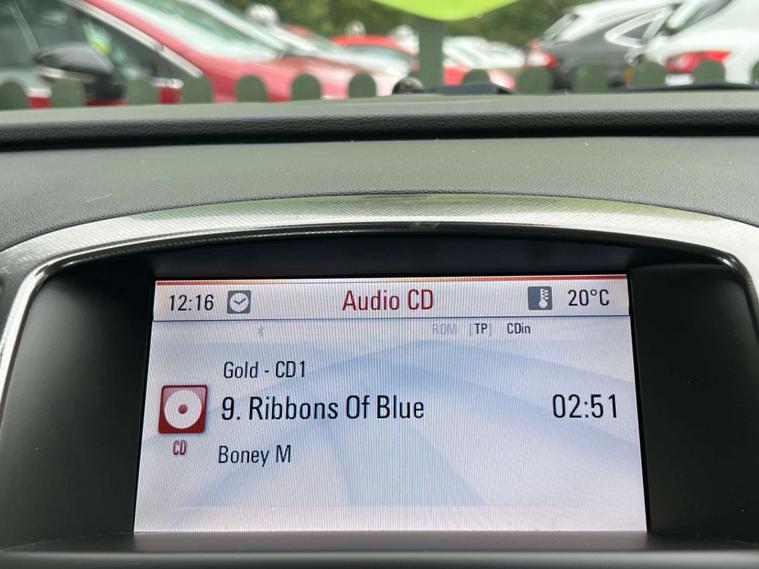 12:16 Audio CD 20°C
RDM [TP] CDin
Gold - CD1
9. Ribbons Of Blue 02:51
CD
Boney M